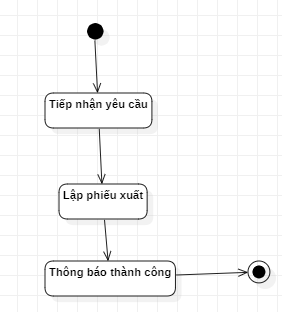 Tiếp nhận yêu cầu
Lập phiếu xuất
Thông báo thành công